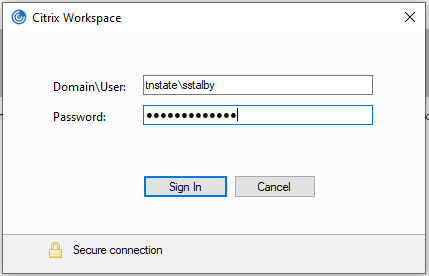 Citrix Workspace
Domain\User: tnstate\sstalby
Password: •••••••••••••
Sign In Cancel
Secure connection